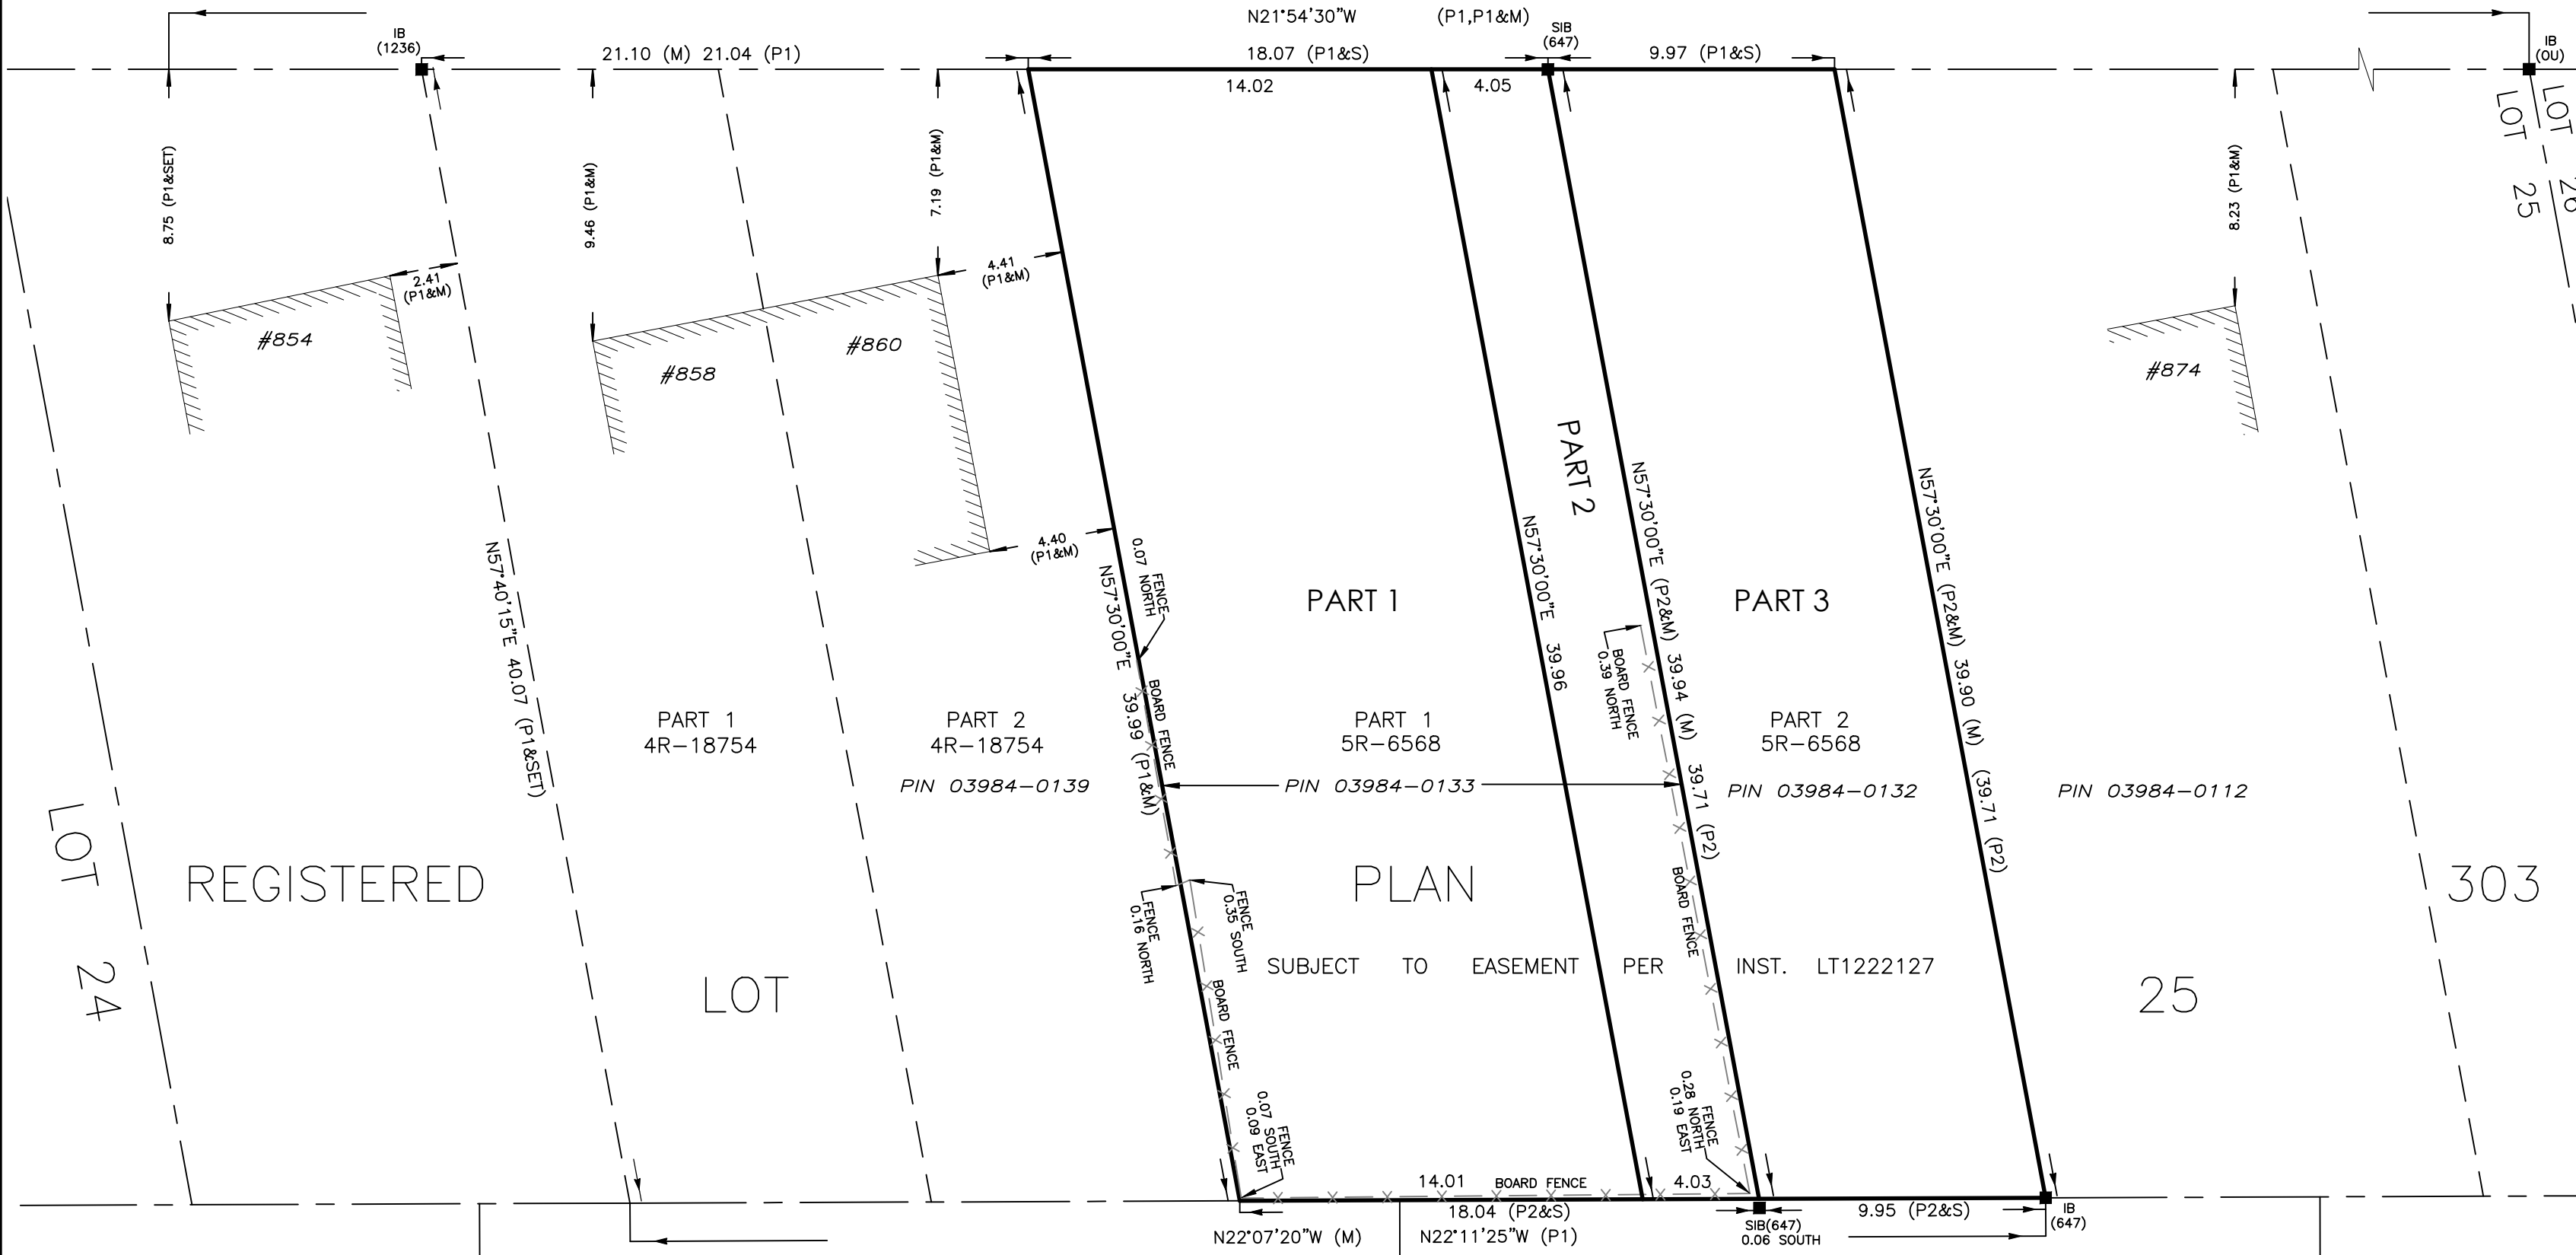 N21°54'30"W (P1,P1&M)
IB
(1236)
21.10 (M) 21.04 (P1)
18.07 (P1&S)
SIB
(647)
9.97 (P1&S)
IB
(OU)
14.02
4.05
LOT 25
LOT 26
8.75 (P1&SET)
9.46 (P1&M)
7.19 (P1&M)
8.23 (P1&M)
2.41
(P1&M)
4.41
(P1&M)
#854
#858
#860
#874
4.40
(P1&M)
PART 2
N57°40'15"E 40.07 (P1&SET)
N57°30'00"E 39.99 (P1&M)
FENCE
0.07 NORTH
BOARD FENCE
N57°30'00"E 39.96
N57°30'00"E (P2&M) 39.94 (M) 39.71 (P2)
N57°30'00"E (P2&M) 39.90 (M) (39.71 (P2)
PART 1
PART 3
BOARD FENCE
0.39 NORTH
PART 1
4R-18754
PART 2
4R-18754
PART 1
5R-6568
PART 2
5R-6568
PIN 03984-0139
PIN 03984-0133
PIN 03984-0132
PIN 03984-0112
LOT 24
REGISTERED
PLAN
303
FENCE
0.16 NORTH
FENCE
0.35 SOUTH
BOARD FENCE
SUBJECT TO EASEMENT PER INST. LT1222127
LOT
25
BOARD FENCE
FENCE
0.07 SOUTH
0.09 EAST
FENCE
0.28 NORTH
0.19 EAST
14.01
BOARD FENCE
4.03
18.04 (P2&S)
SIB(647)
0.06 SOUTH
9.95 (P2&S)
IB
(647)
N22°07'20"W (M)
N22°11'25"W (P1)